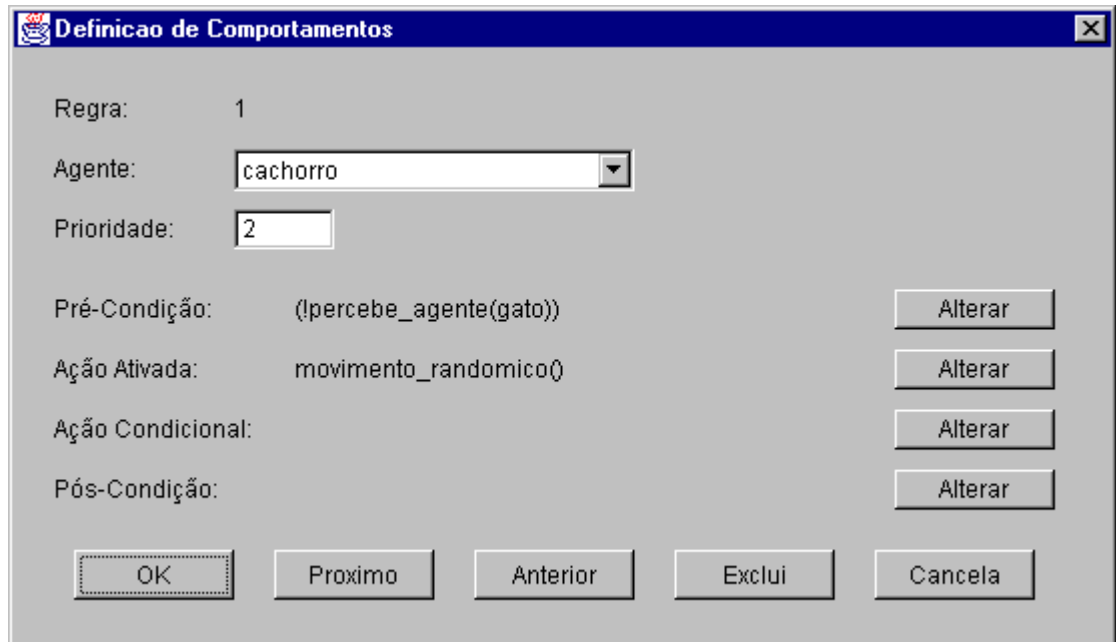 Definicao de Comportamentos
Regra: 1
Agente: cachorro
Prioridade: 2
Pré-Condição: (!percebe_agente(gato)) Alterar
Ação Ativada: movimento_randomico() Alterar
Ação Condicional: Alterar
Pós-Condição: Alterar
OK Proximo Anterior Exclui Cancela